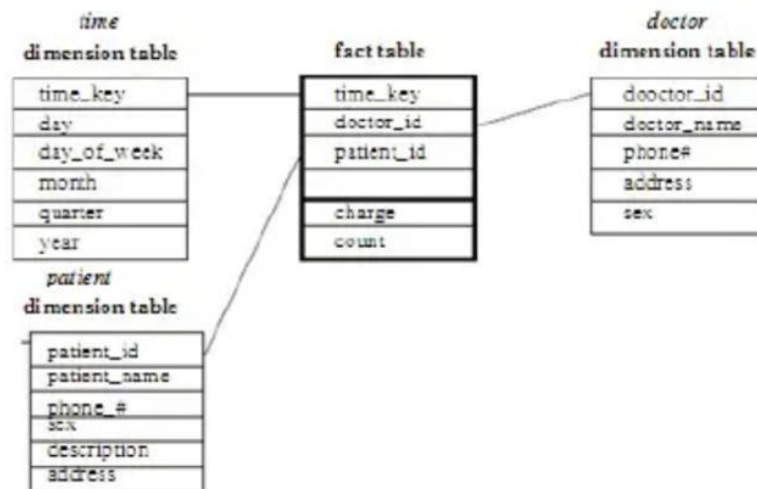 time
dimension table
time_key
day
day_of_week
month
quarter
year
fact table
time_key
doctor_id
patient_id
charge
count
doctor
dimension table
dooctor_id
doctor_name
phone#
address
sex
patient
dimension table
patient_id
patient_name
phone_#
sex
description
address